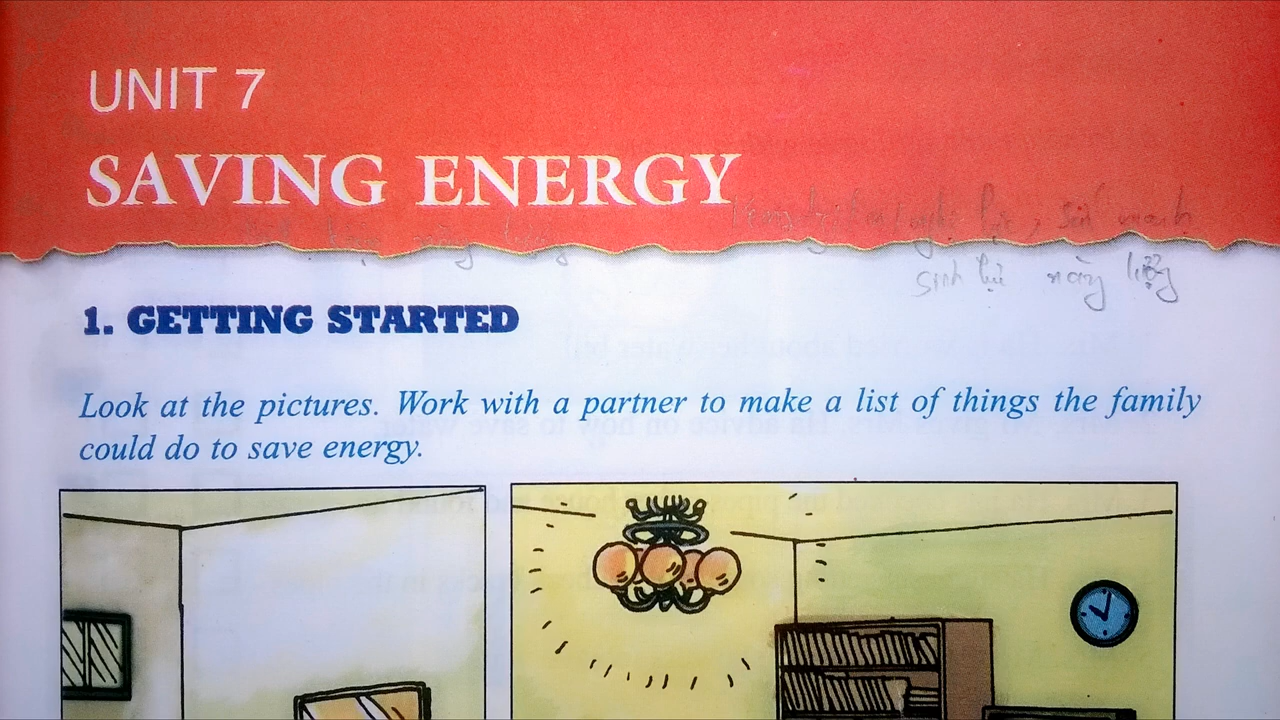 UNIT 7
SAVING ENERGY
sinh lực năng lượng
1. GETTING STARTED
Look at the pictures. Work with a partner to make a list of things the family
could do to save energy.